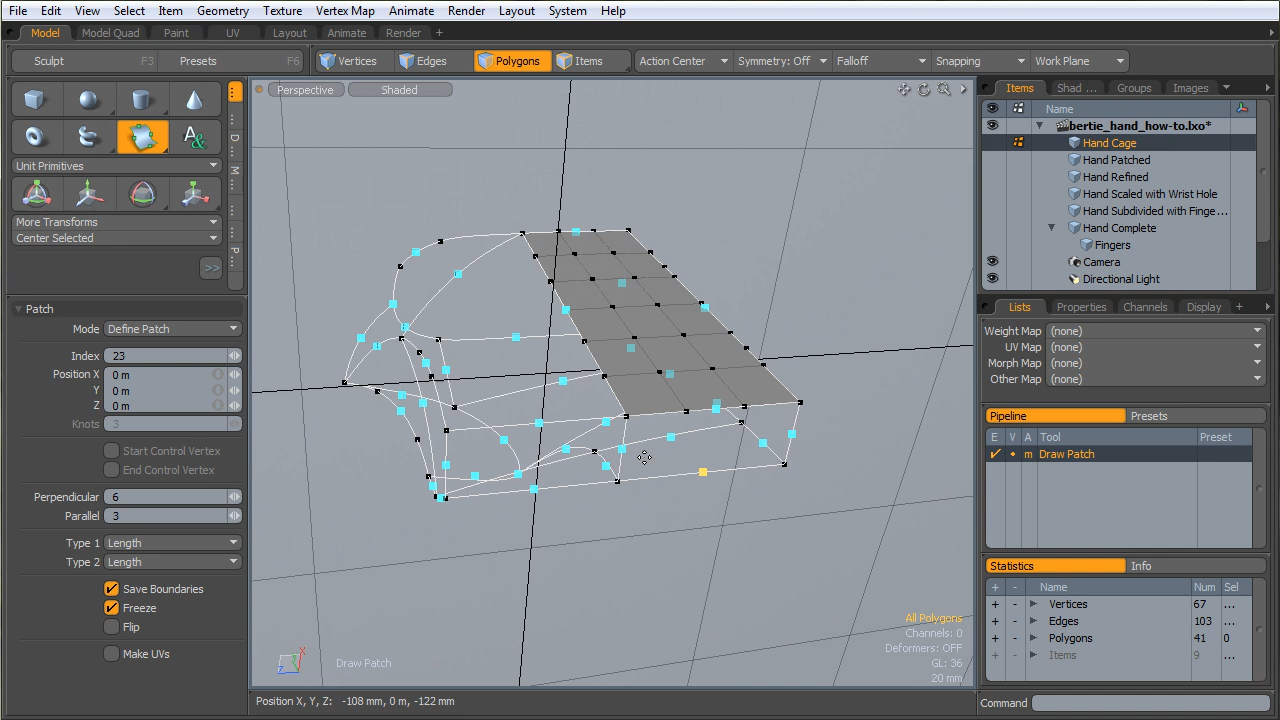 File Edit View Select Item Geometry Texture Vertex Map Animate Render Layout System Help
Model Model Quad Paint UV Layout Animate Render +
Sculpt F3 Presets F6 Vertices Edges Polygons Items Action Center Symmetry: Off Falloff Snapping Work Plane
Perspective Shaded
Unit Primitives
More Transforms
Center Selected
>>
D
M
P
Patch
Mode Define Patch
Index 23
Position X 0 m
Y 0 m
Z 0 m
Knots 3
Start Control Vertex
End Control Vertex
Perpendicular 6
Parallel 3
Type 1 Length
Type 2 Length
Save Boundaries
Freeze
Flip
Make UVs
All Polygons
Channels: 0
Deformers: OFF
GL: 36
20 mm
Draw Patch
X
Z
Position X, Y, Z: -108 mm, 0 m, -122 mm
Items Shad ... Groups Images
Name
bertie_hand_how-to.lxo*
Hand Cage
Hand Patched
Hand Refined
Hand Scaled with Wrist Hole
Hand Subdivided with Finge...
Hand Complete
Fingers
Camera
Directional Light
Lists Properties Channels Display +
Weight Map (none)
UV Map (none)
Morph Map (none)
Other Map (none)
Pipeline Presets
E V A Tool Preset
m Draw Patch
Statistics Info
+ - Name Num Sel
+ - Vertices 67 ...
+ - Edges 103 ...
+ - Polygons 41 0
+ - Items 9 ...
Command